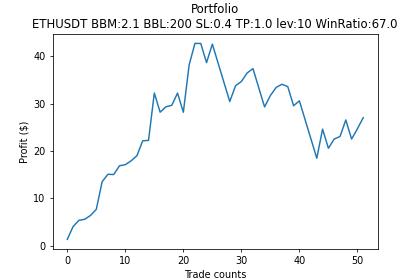 Portfolio
ETHUSDT BBM:2.1 BBL:200 SL:0.4 TP:1.0 lev:10 WinRatio:67.0
40
30
20
10
0
Profit ($)
0 10 20 30 40 50
Trade counts